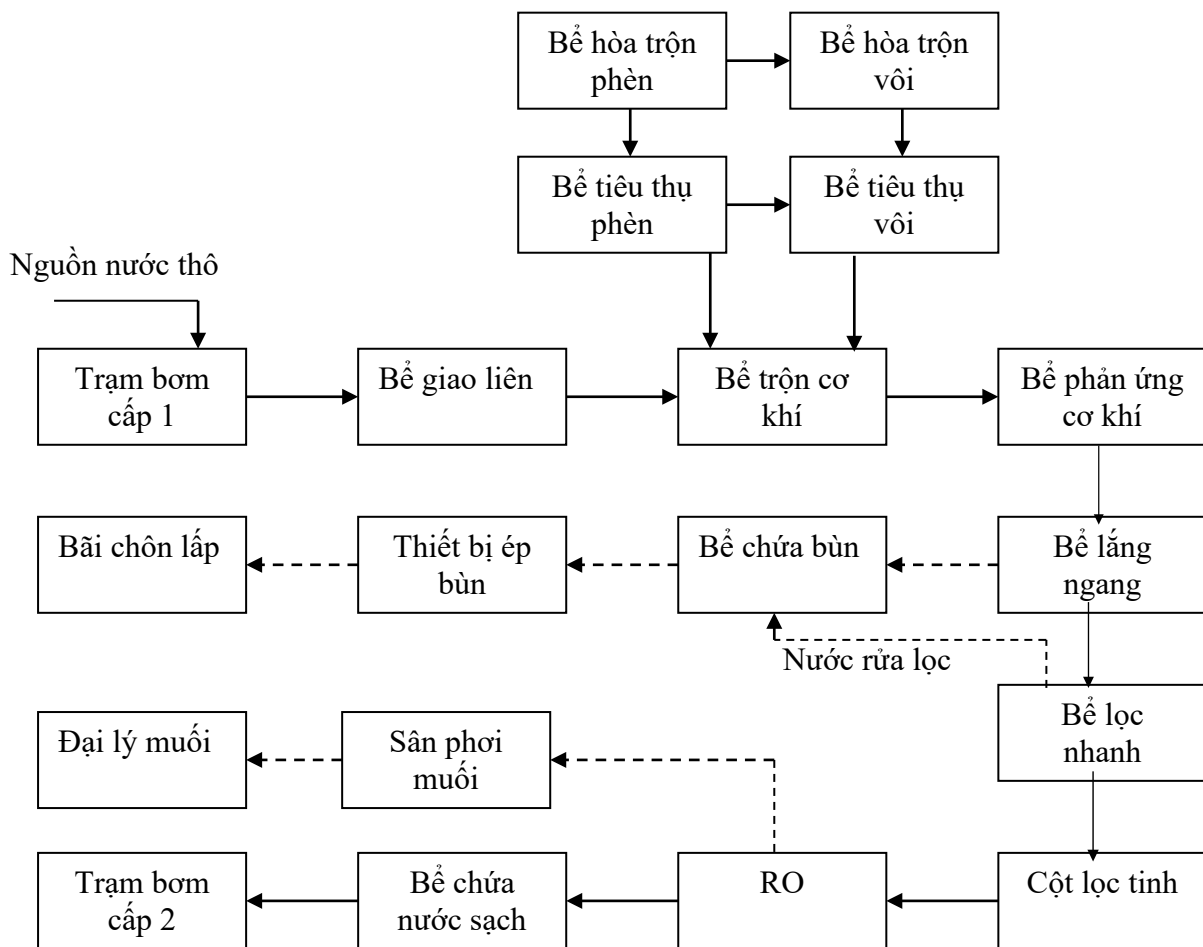 Bể hòa trộn
phèn
Bể hòa trộn
vôi
Bể tiêu thụ
phèn
Bể tiêu thụ
vôi
Nguồn nước thô
Trạm bơm
cấp 1
Bể giao liên
Bể trộn cơ
khí
Bể phản ứng
cơ khí
Bãi chôn lấp
Thiết bị ép
bùn
Bể chứa bùn
Bể lắng
ngang
Nước rửa lọc
Đại lý muối
Sân phơi
muối
Bể lọc
nhanh
Trạm bơm
cấp 2
Bể chứa
nước sạch
RO
Cột lọc tinh